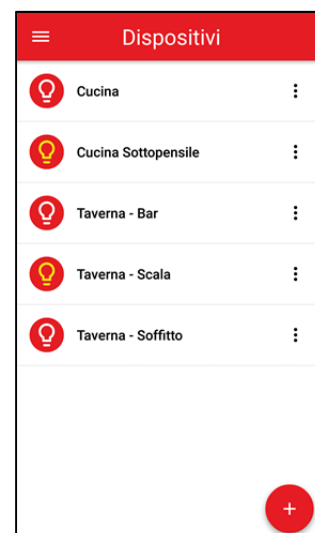 Dispositivi
Cucina
Cucina Sottopensile
Taverna - Bar
Taverna - Scala
Taverna - Soffitto